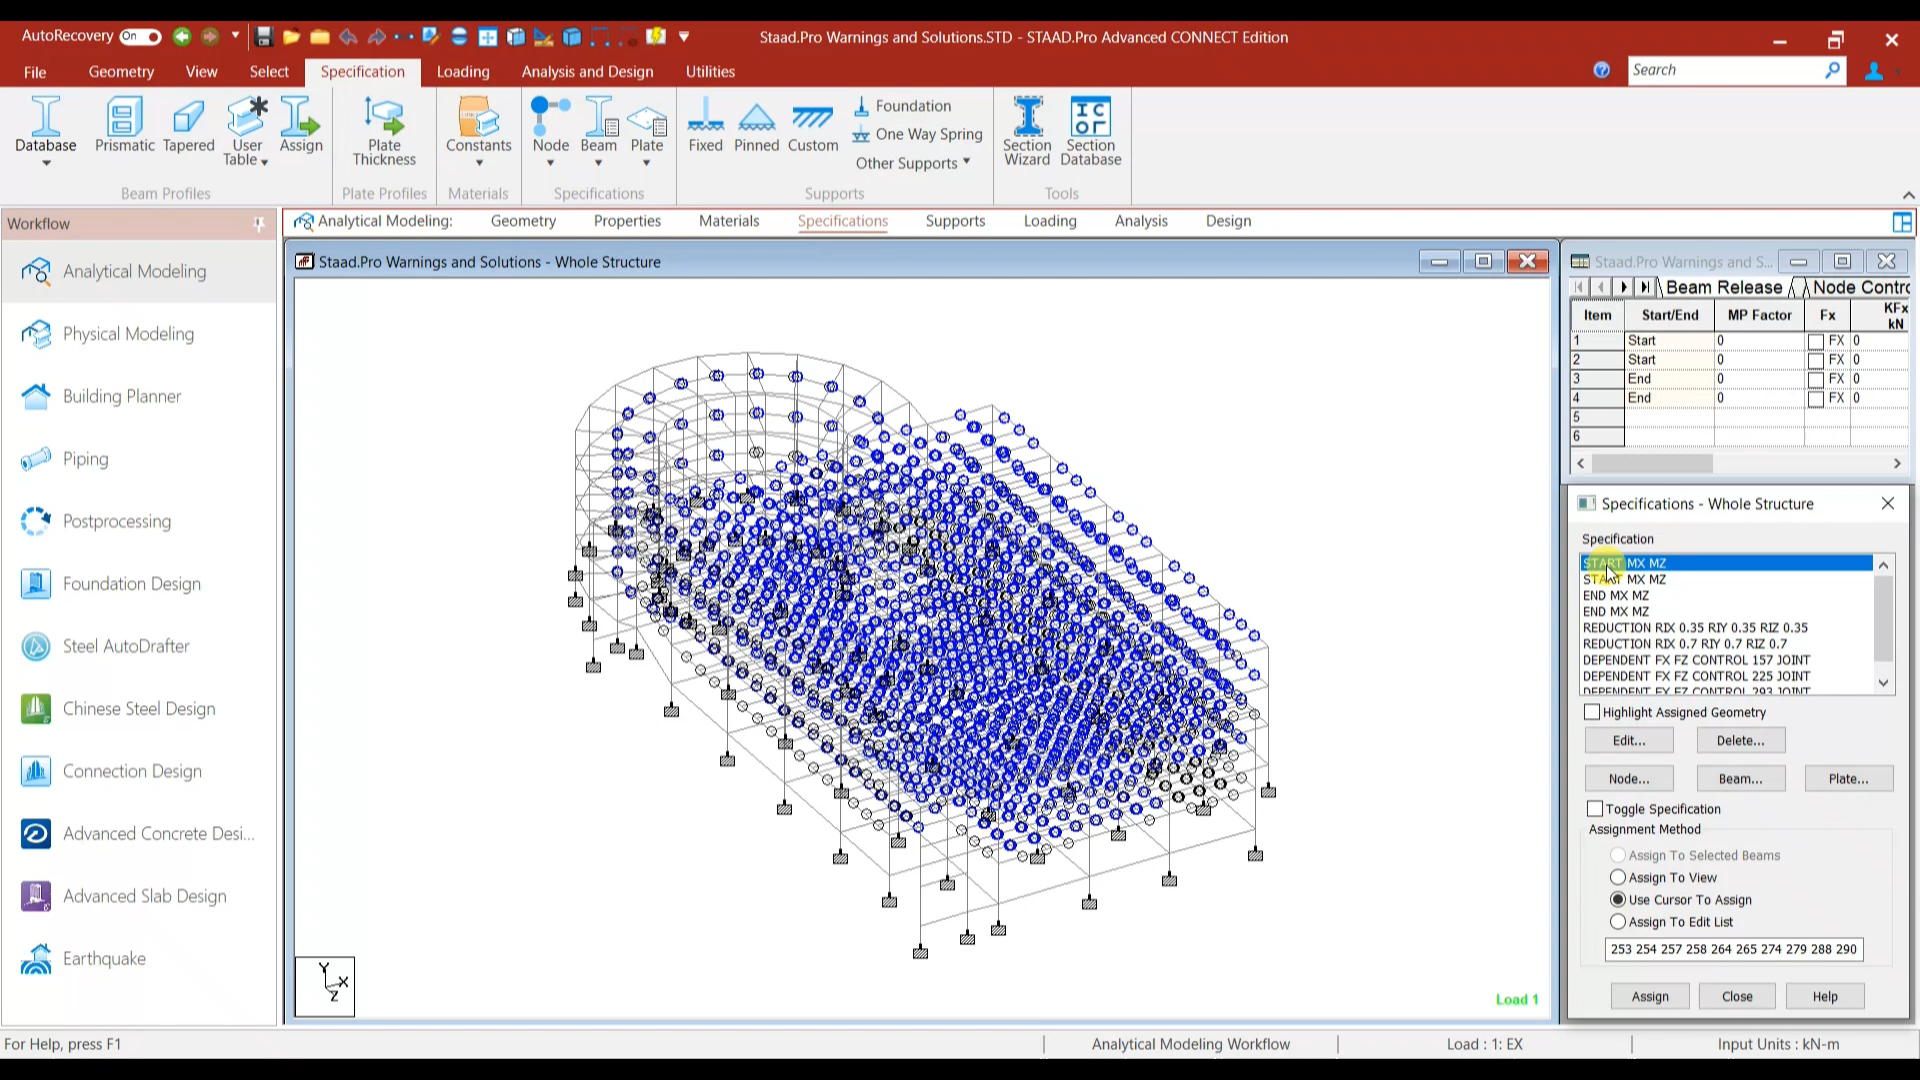 AutoRecovery On
Staad.Pro Warnings and Solutions.STD - STAAD.Pro Advanced CONNECT Edition
File Geometry View Select Specification Loading Analysis and Design Utilities
Search
Database Prismatic Tapered User Table Assign
Beam Profiles
Plate Thickness
Plate Profiles
Constants
Materials
Node Beam Plate
Specifications
Fixed Pinned Custom
Foundation
One Way Spring
Other Supports
Supports
Section Wizard
Section Database
Tools
Workflow
Analytical Modeling: Geometry Properties Materials Specifications Supports Loading Analysis Design
Analytical Modeling
Physical Modeling
Building Planner
Piping
Postprocessing
Foundation Design
Steel AutoDrafter
Chinese Steel Design
Connection Design
Advanced Concrete Desi...
Advanced Slab Design
Earthquake
Staad.Pro Warnings and Solutions - Whole Structure
Y
X
Z
Load 1
Staad.Pro Warnings and S...
Beam Release Node Contro
Item Start/End MP Factor Fx KFx kN
1 Start 0 FX 0
2 Start 0 FX 0
3 End 0 FX 0
4 End 0 FX 0
5
6
Specifications - Whole Structure
Specification
START MX MZ
START MX MZ
END MX MZ
END MX MZ
REDUCTION RIX 0.35 RIY 0.35 RIZ 0.35
REDUCTION RIX 0.7 RIY 0.7 RIZ 0.7
DEPENDENT FX FZ CONTROL 157 JOINT
DEPENDENT FX FZ CONTROL 225 JOINT
DEPENDENT FX FZ CONTROL 293 JOINT
Highlight Assigned Geometry
Edit... Delete...
Node... Beam... Plate...
Toggle Specification
Assignment Method
Assign To Selected Beams
Assign To View
Use Cursor To Assign
Assign To Edit List
253 254 257 258 264 265 274 279 288 290
Assign Close Help
For Help, press F1
Analytical Modeling Workflow
Load : 1: EX
Input Units : kN-m